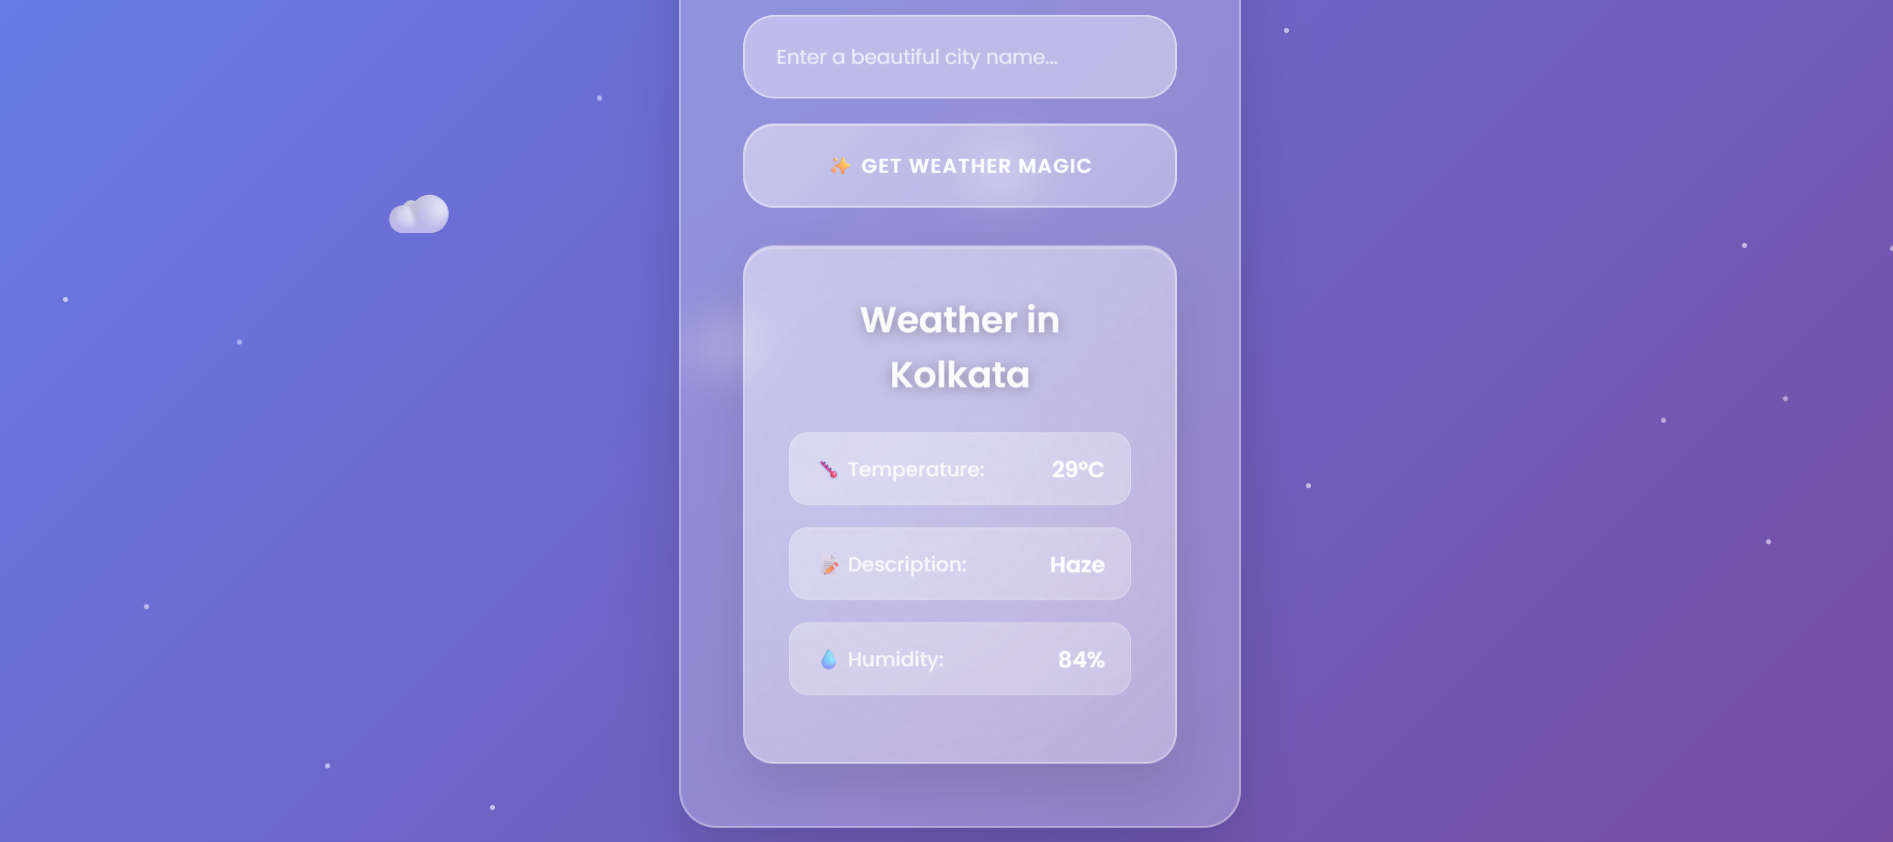 Enter a beautiful city name...
✨ GET WEATHER MAGIC
Weather in
Kolkata
🌡️ Temperature: 29°C
📝 Description: Haze
💧 Humidity: 84%